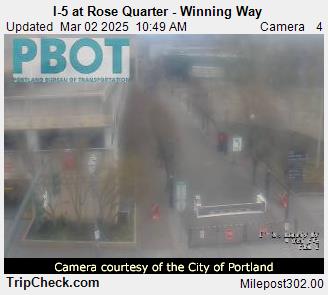 I-5 at Rose Quarter - Winning Way
Updated Mar 02 2025 10:49 AM Camera 4
PBOT
PORTLAND BUREAU OF TRANSPORTATION
Camera courtesy of the City of Portland
TripCheck.com Milepost302.00